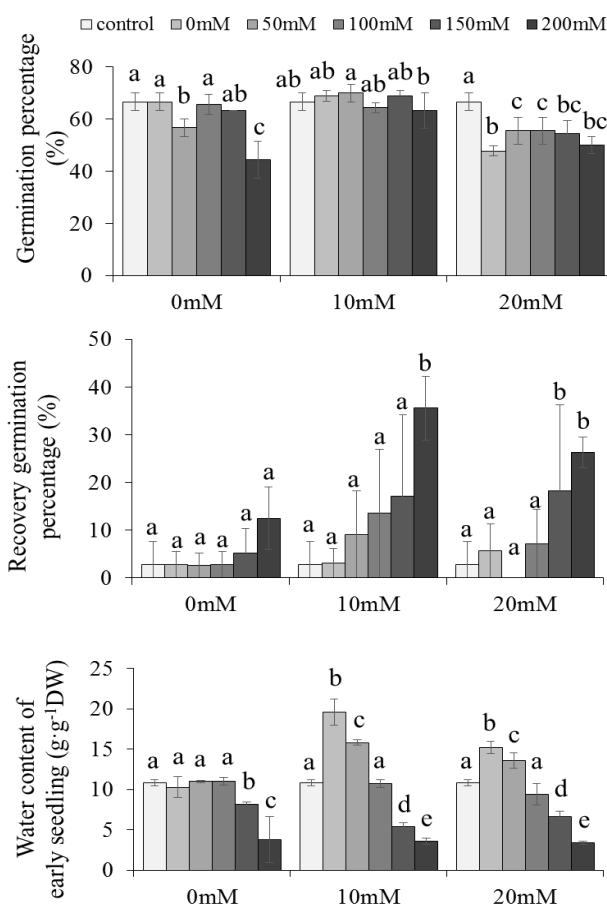 control 0mM 50mM 100mM 150mM 200mM
Germination percentage
(%)
80
60
40
20
0
a a b a ab c
ab ab a ab ab b
a b c c bc bc
0mM 10mM 20mM
Recovery germination
percentage (%)
50
40
30
20
10
0
a a a a a a
a a a a a b
a a a a b b
0mM 10mM 20mM
Water content of
early seedling (g·g⁻¹DW)
25
20
15
10
5
0
a a a a b c
a b c a d e
a b c a d e
0mM 10mM 20mM